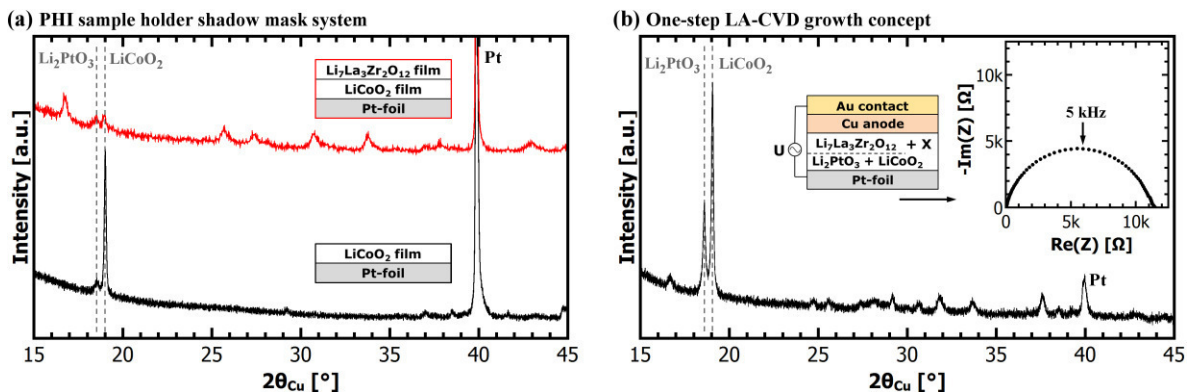 (a) PHI sample holder shadow mask system
Li₂PtO₃
LiCoO₂
Pt
Li₇La₃Zr₂O₁₂ film
LiCoO₂ film
Pt-foil
LiCoO₂ film
Pt-foil
Intensity [a.u.]
15 20 25 30 35 40 45
2θCu [°]
(b) One-step LA-CVD growth concept
Li₂PtO₃
LiCoO₂
Au contact
Cu anode
Li₇La₃Zr₂O₁₂ + X
Li₂PtO₃ + LiCoO₂
Pt-foil
U
5 kHz
-Im(Z) [Ω]
10k
5k
0
0 5k 10k
Re(Z) [Ω]
Pt
Intensity [a.u.]
15 20 25 30 35 40 45
2θCu [°]